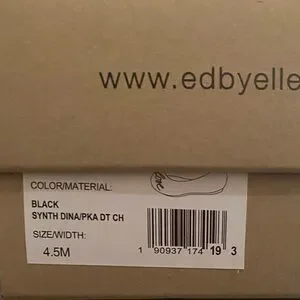 www.edbyelle
COLOR/MATERIAL:
BLACK
SYNTH DINA/PKA DT CH
SIZE/WIDTH:
4.5M
1 90937 174 19 3